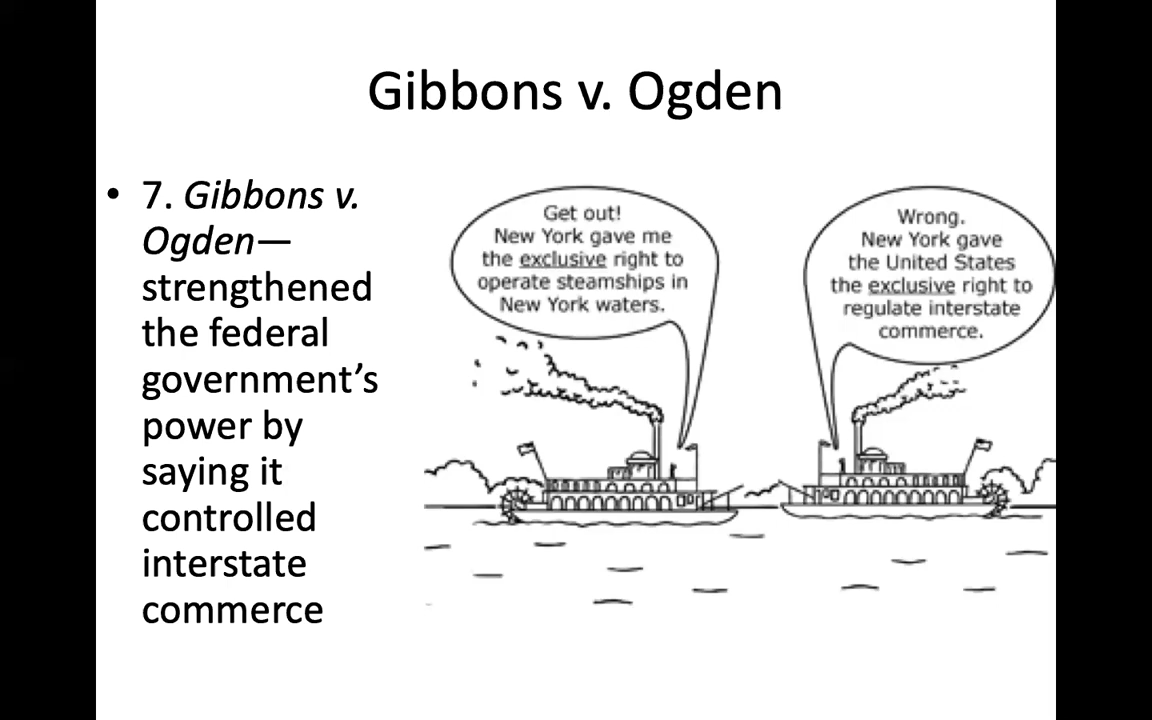 Gibbons v. Ogden
• 7. Gibbons v.
Ogden—
strengthened
the federal
government’s
power by
saying it
controlled
interstate
commerce
Get out!
New York gave me
the exclusive right to
operate steamships in
New York waters.
Wrong.
New York gave
the United States
the exclusive right to
regulate interstate
commerce.